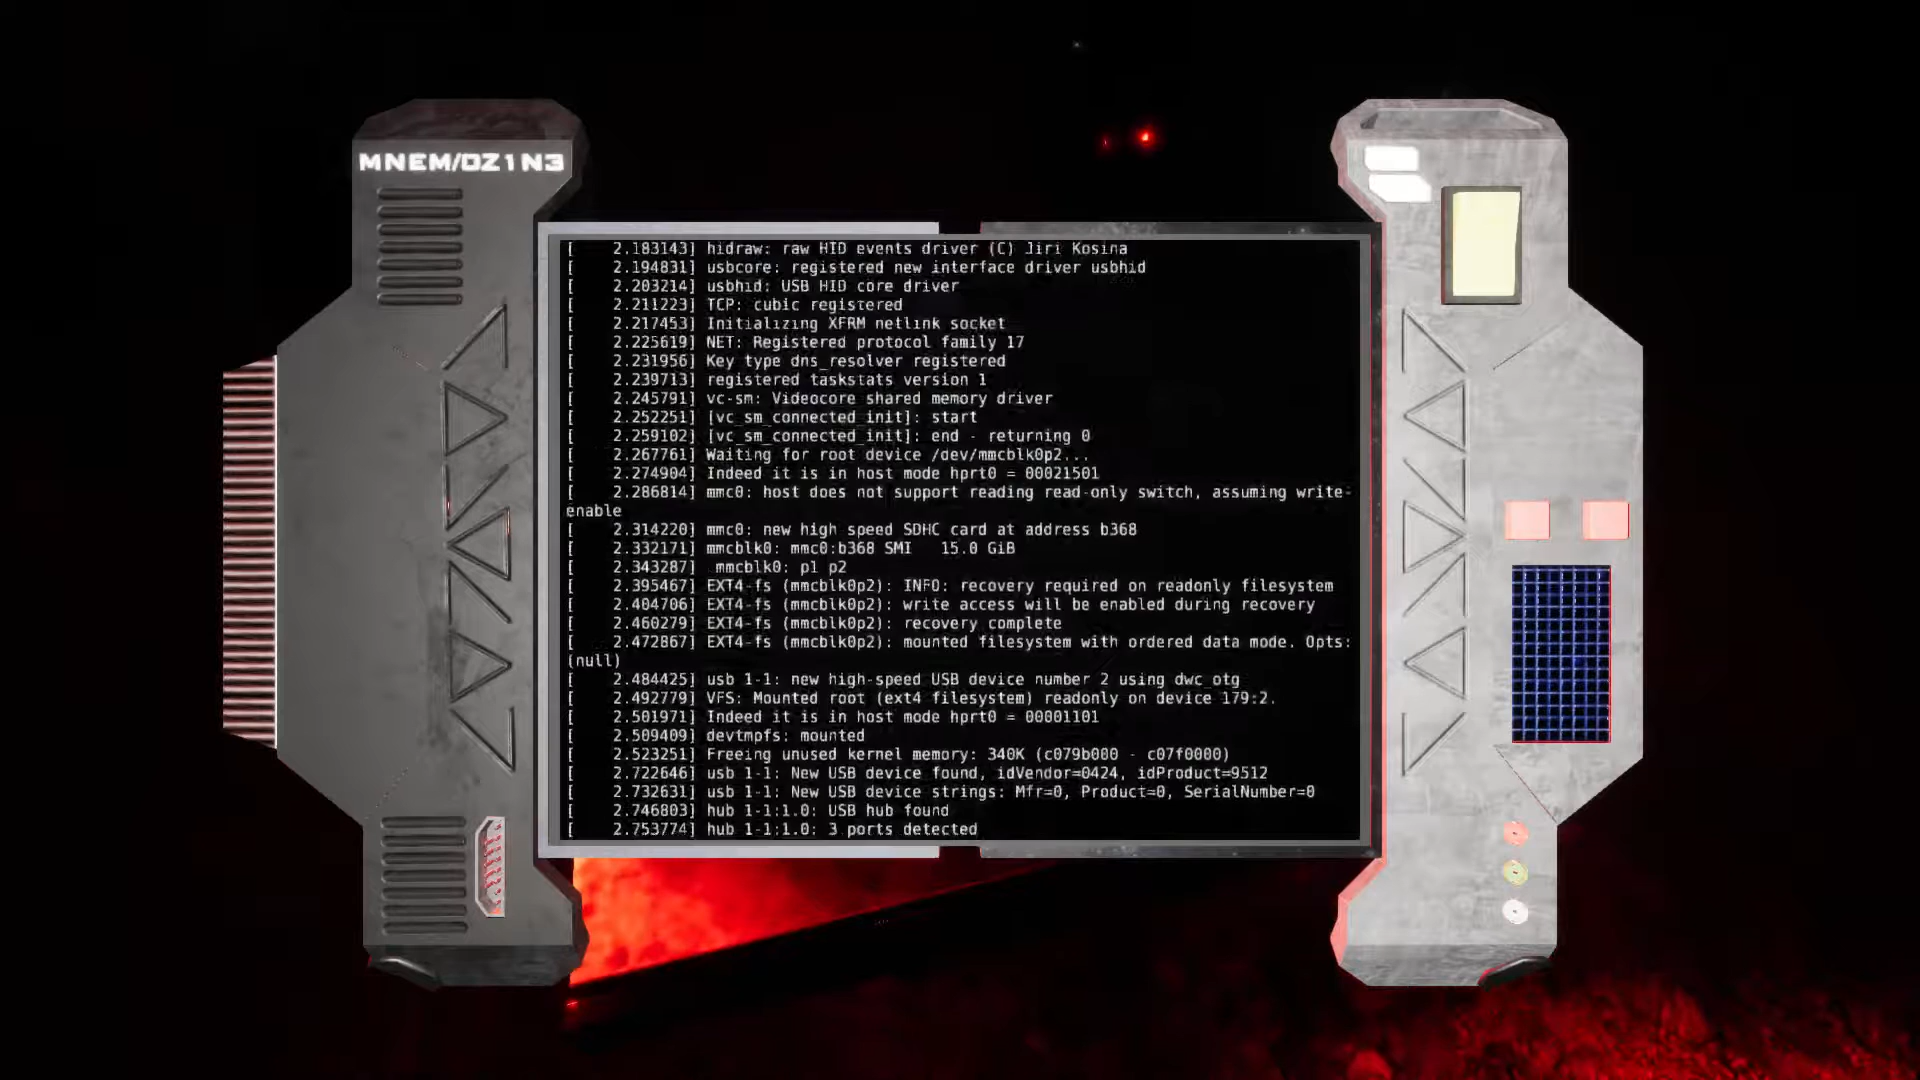 MNEM/DZ1N3
[    2.183143] hidraw: raw HID events driver (C) Jiri Kosina
[    2.194831] usbcore: registered new interface driver usbhid
[    2.203214] usbhid: USB HID core driver
[    2.211223] TCP: cubic registered
[    2.217453] Initializing XFRM netlink socket
[    2.225619] NET: Registered protocol family 17
[    2.231956] Key type dns_resolver registered
[    2.239713] registered taskstats version 1
[    2.245791] vc-sm: Videocore shared memory driver
[    2.252251] [vc_sm_connected_init]: start
[    2.259102] [vc_sm_connected_init]: end - returning 0
[    2.267761] Waiting for root device /dev/mmcblk0p2...
[    2.274904] Indeed it is in host mode hprt0 = 00021501
[    2.286814] mmc0: host does not support reading read-only switch, assuming write-
enable
[    2.314220] mmc0: new high speed SDHC card at address b368
[    2.332171] mmcblk0: mmc0:b368 SMI   15.0 GiB
[    2.343287]  mmcblk0: p1 p2
[    2.395467] EXT4-fs (mmcblk0p2): INFO: recovery required on readonly filesystem
[    2.404706] EXT4-fs (mmcblk0p2): write access will be enabled during recovery
[    2.460279] EXT4-fs (mmcblk0p2): recovery complete
[    2.472867] EXT4-fs (mmcblk0p2): mounted filesystem with ordered data mode. Opts:
(null)
[    2.484425] usb 1-1: new high-speed USB device number 2 using dwc_otg
[    2.492779] VFS: Mounted root (ext4 filesystem) readonly on device 179:2.
[    2.501971] Indeed it is in host mode hprt0 = 00001101
[    2.509409] devtmpfs: mounted
[    2.523251] Freeing unused kernel memory: 340K (c079b000 - c07f0000)
[    2.722646] usb 1-1: New USB device found, idVendor=0424, idProduct=9512
[    2.732631] usb 1-1: New USB device strings: Mfr=0, Product=0, SerialNumber=0
[    2.746803] hub 1-1:1.0: USB hub found
[    2.753774] hub 1-1:1.0: 3 ports detected